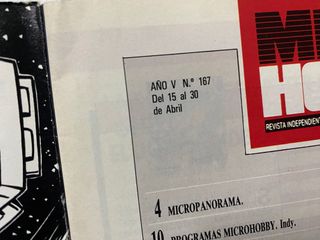 AÑO V N.º 167
Del 15 al 30
de Abril
REVISTA INDEPENDIENT
4 MICROPANORAMA.
10 PROGRAMAS MICROHOBBY. Indy.